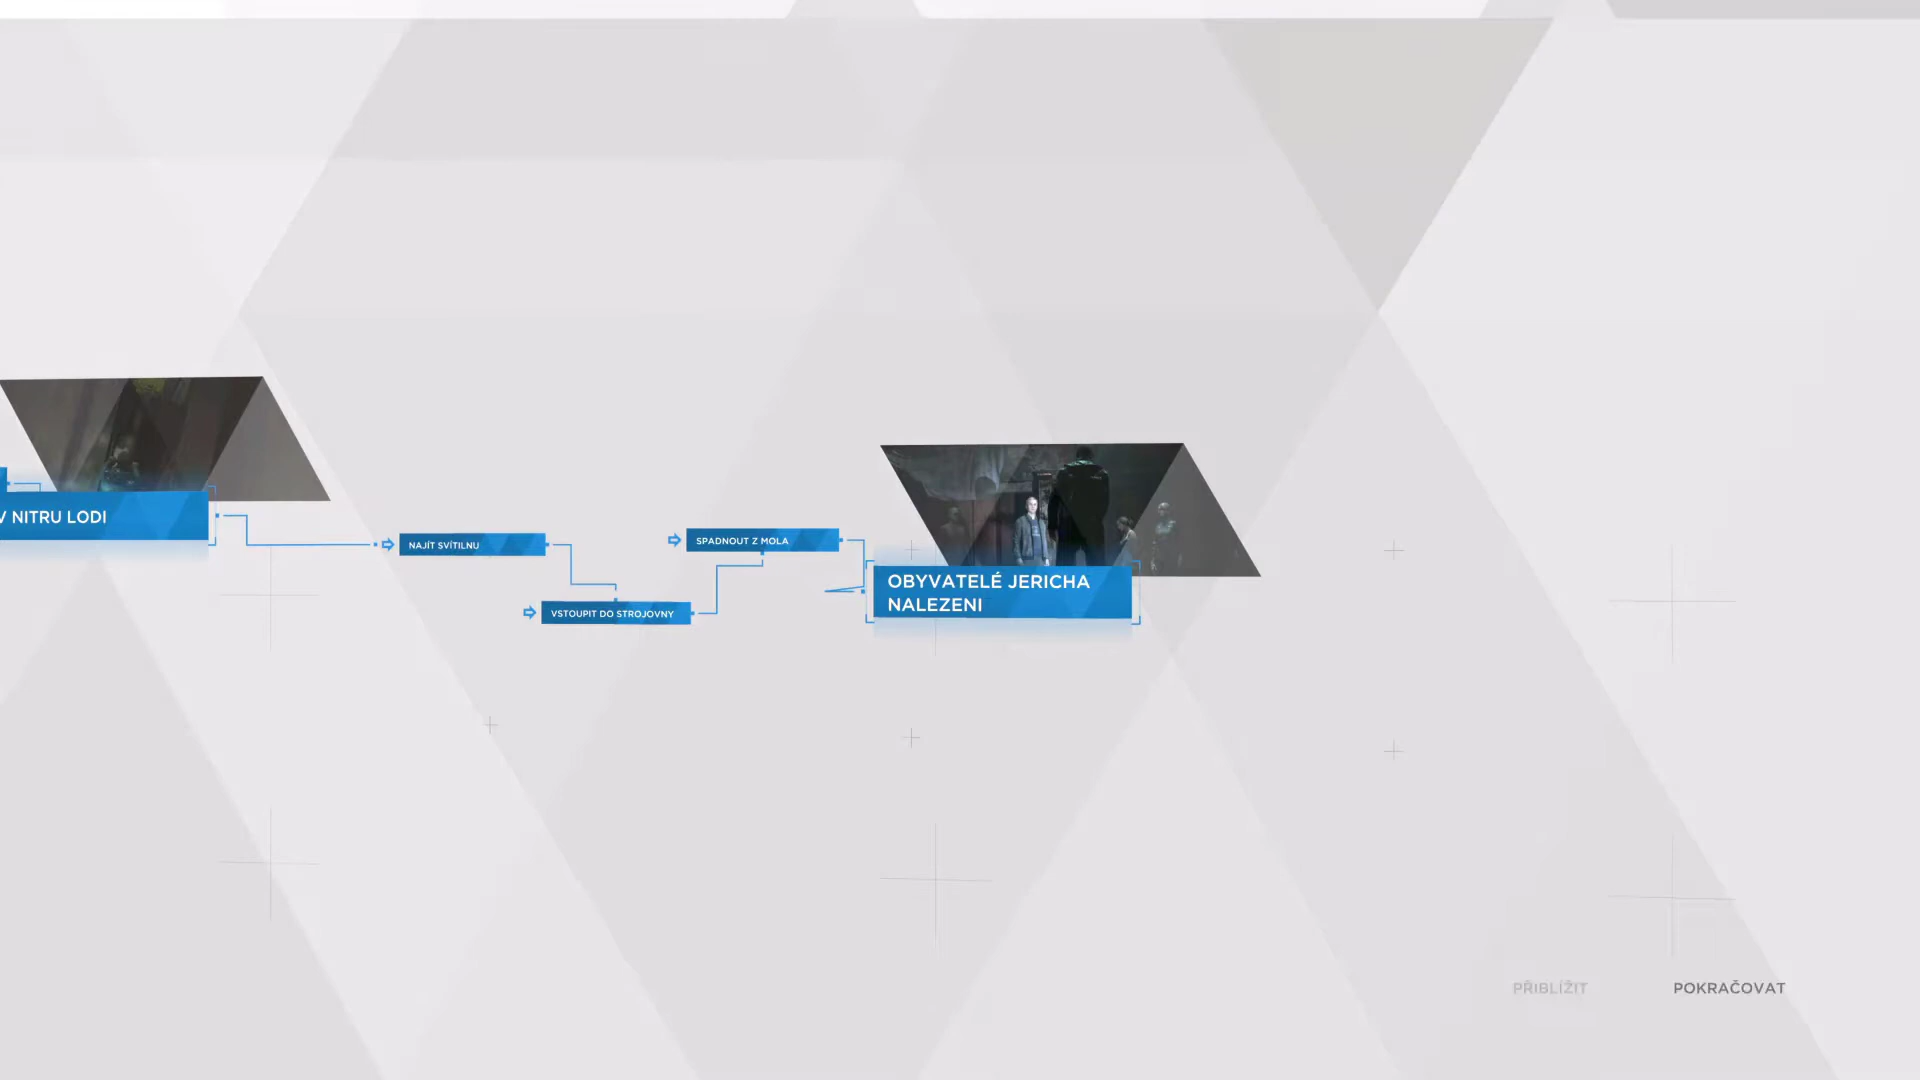 V NITRU LODI
NAJÍT SVÍTILNU
VSTOUPIT DO STROJOVNY
SPADNOUT Z MOLA
OBYVATELÉ JERICHA
NALEZENI
PŘIBLÍŽIT
POKRAČOVAT